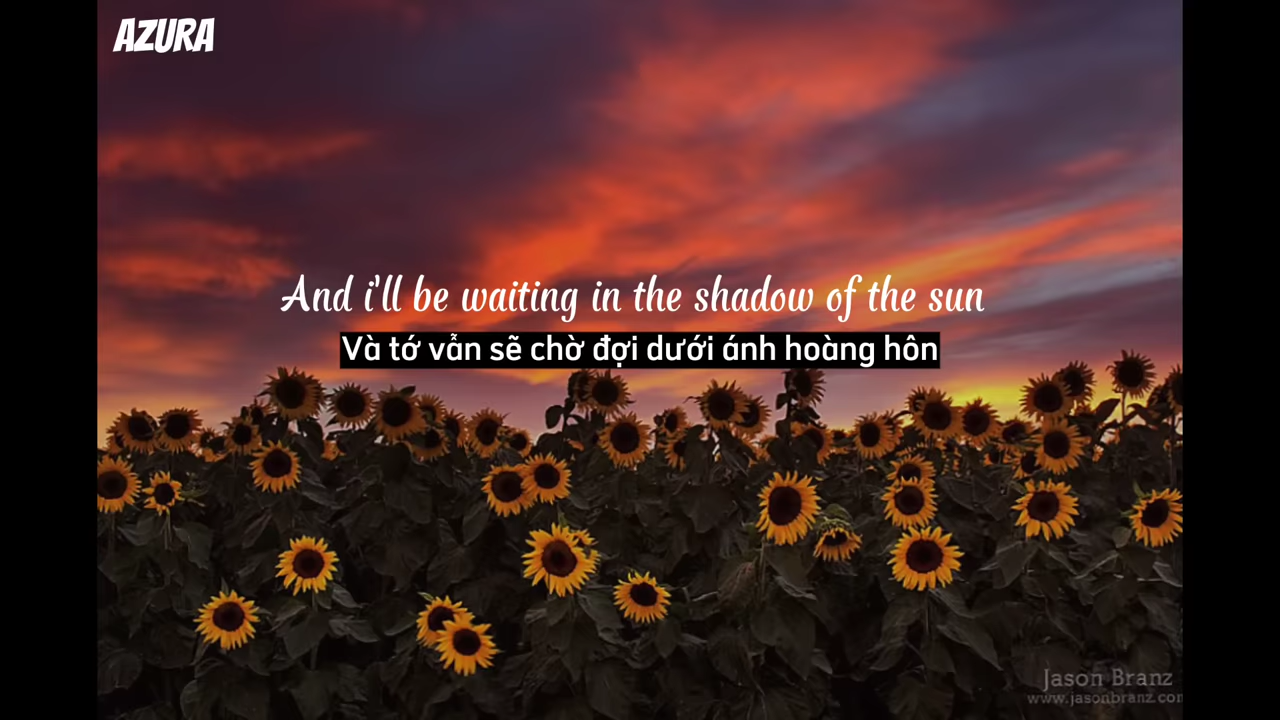 AZURA
And i'll be waiting in the shadow of the sun
Và tớ vẫn sẽ chờ đợi dưới ánh hoàng hôn
Jason Branz
www.jasonbranz.com